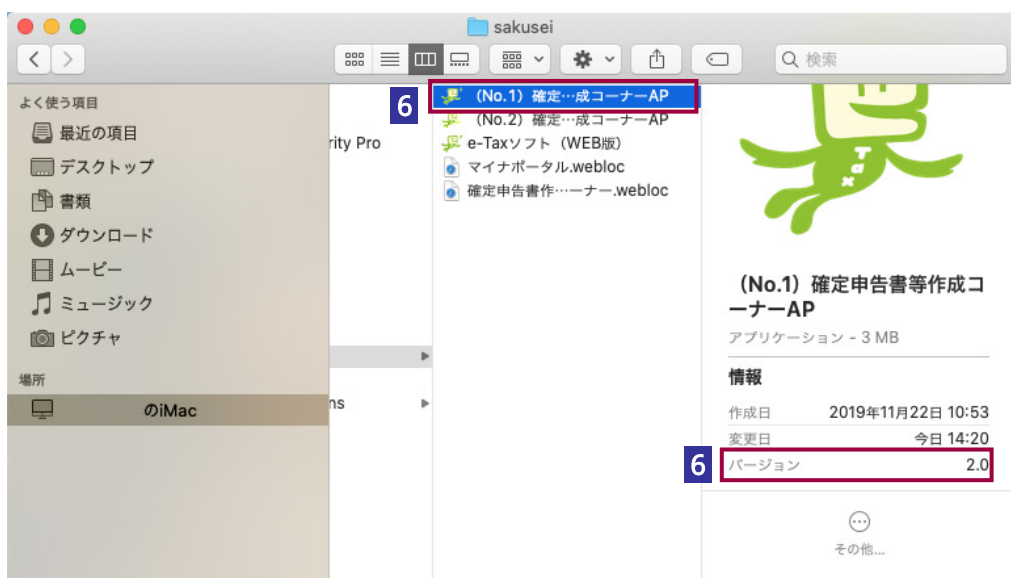 sakusei
検索
よく使う項目
最近の項目
デスクトップ
書類
ダウンロード
ムービー
ミュージック
ピクチャ
場所
のiMac
rity Pro
ns
6
（No.1）確定…成コーナーAP
（No.2）確定…成コーナーAP
e-Taxソフト（WEB版）
マイナポータル.webloc
確定申告書作…ーナー.webloc
Tax
（No.1）確定申告書等作成コ
ーナーAP
アプリケーション - 3 MB
情報
作成日 2019年11月22日 10:53
変更日 今日 14:20
6
バージョン 2.0
その他...